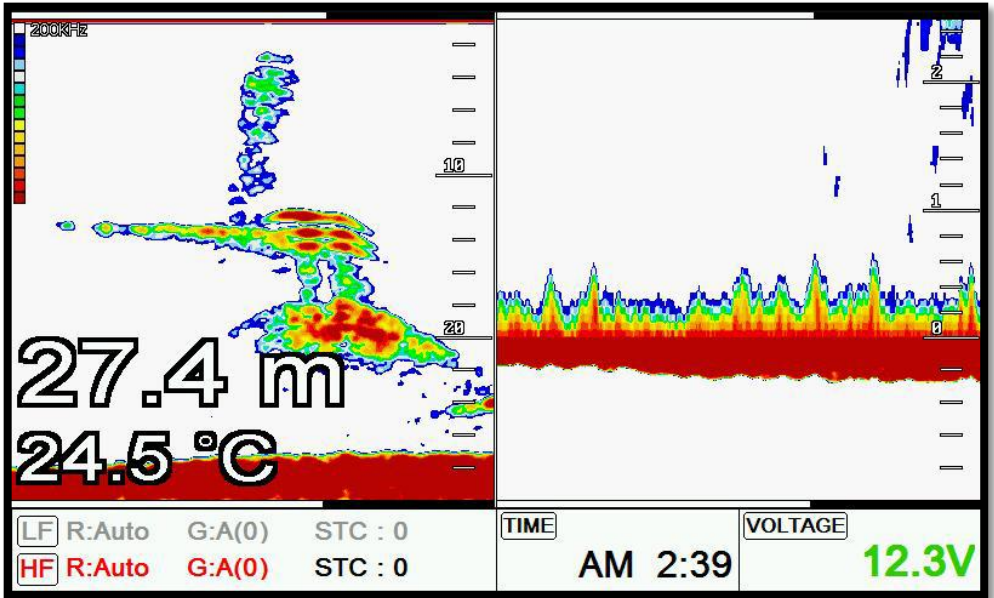 200KHz
10
20
27.4 m
24.5 °C
2
1
0
LF R:Auto G:A(0) STC : 0
HF R:Auto G:A(0) STC : 0
TIME
AM 2:39
VOLTAGE
12.3V